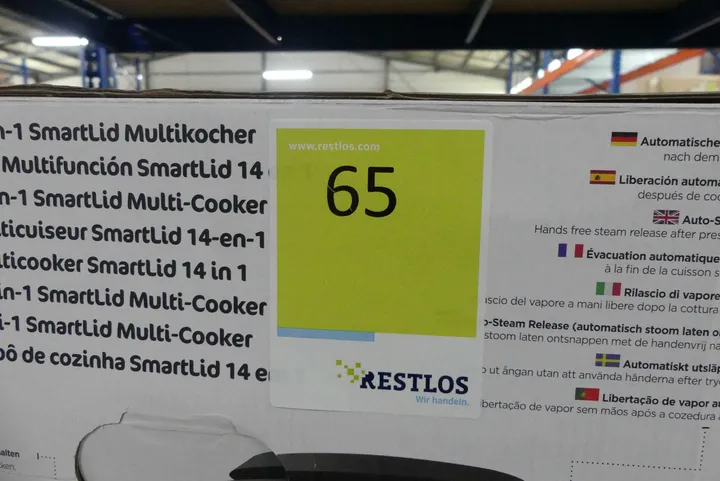 n-1 SmartLid Multikocher
Multifunción SmartLid 14
n-1 SmartLid Multi-Cooker
lticuiseur SmartLid 14-en-1
lticooker SmartLid 14 in 1
in-1 SmartLid Multi-Cooker
i-1 SmartLid Multi-Cooker
ô de cozinha SmartLid 14 e
alten
cken.
www.restlos.com
65
RESTLOS
Wir handeln.
Automatische
nach dem
Liberación automa
después de coc
Auto-S
Hands free steam release after pres
Évacuation automatique
à la fin de la cuisson s
Rilascio di vapore
ascio del vapore a mani libere dopo la cottura
o-Steam Release (automatisch stoom laten o
stoom laten ontsnappen met de handenvrij na
Automatiskt utsläp
p ut ångan utan att använda händerna efter tryc
Libertação de vapor au
ibertação de vapor sem mãos após a cozedura